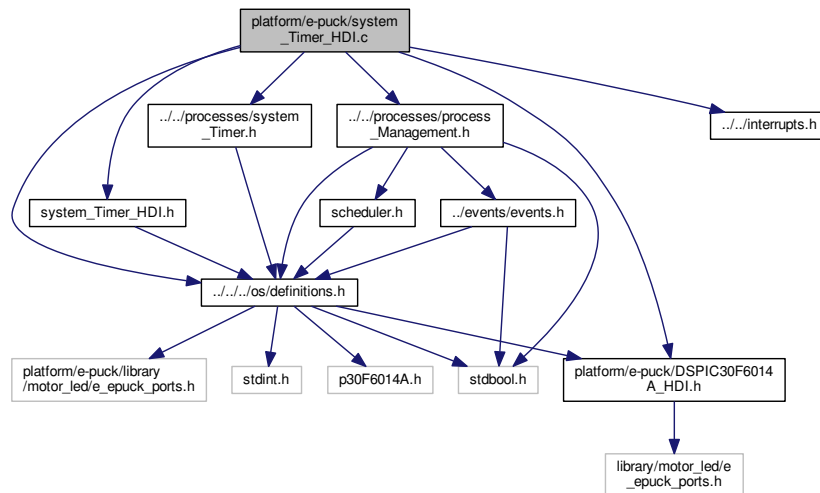 platform/e-puck/system
_Timer_HDI.c
../../processes/system
_Timer.h
../../processes/process
_Management.h
../../interrupts.h
system_Timer_HDI.h
scheduler.h
../events/events.h
../../../os/definitions.h
platform/e-puck/library
/motor_led/e_epuck_ports.h
stdint.h
p30F6014A.h
stdbool.h
platform/e-puck/DSPIC30F6014
A_HDI.h
library/motor_led/e
_epuck_ports.h